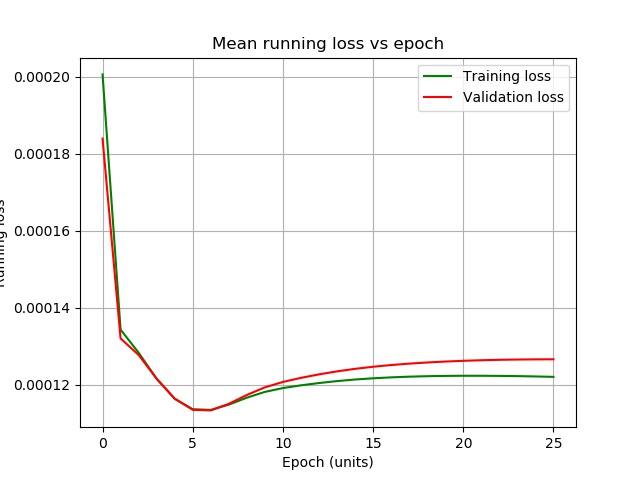 Mean running loss vs epoch
Training loss
Validation loss
0.00020
0.00018
0.00016
0.00014
0.00012
Running loss
0 5 10 15 20 25
Epoch (units)